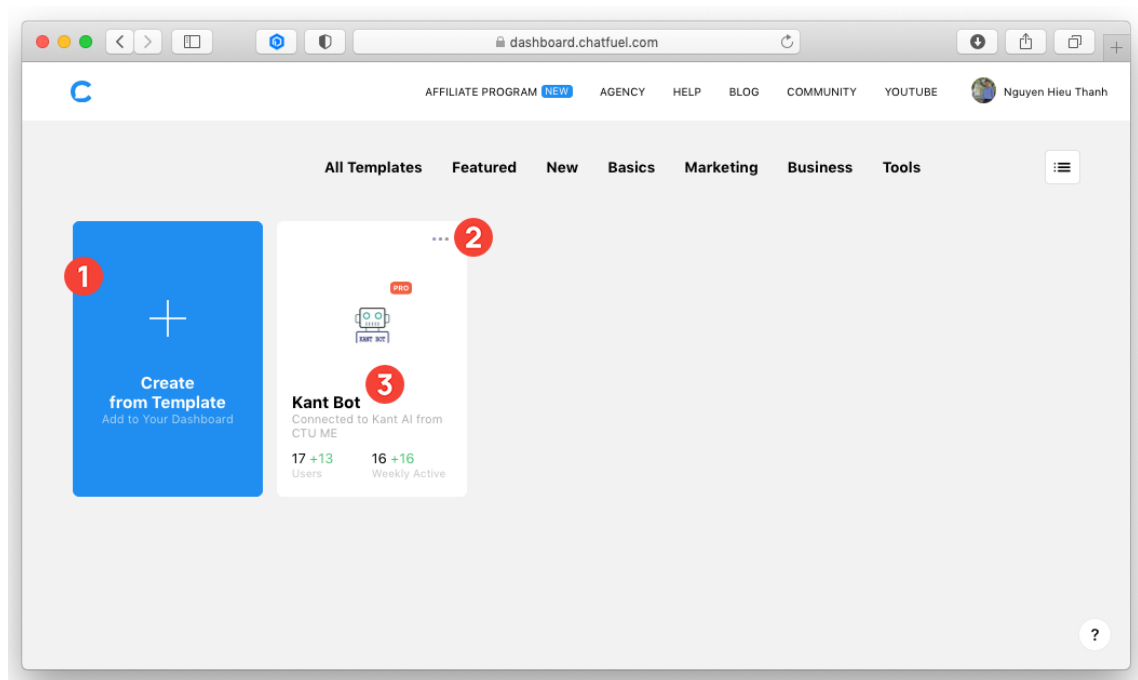 dashboard.chatfuel.com
AFFILIATE PROGRAM NEW AGENCY HELP BLOG COMMUNITY YOUTUBE Nguyen Hieu Thanh
All Templates Featured New Basics Marketing Business Tools
1
Create
from Template
Add to Your Dashboard
2
PRO
KANT BOT
3
Kant Bot
Connected to Kant AI from
CTU ME
17 +13 16 +16
Users Weekly Active
?